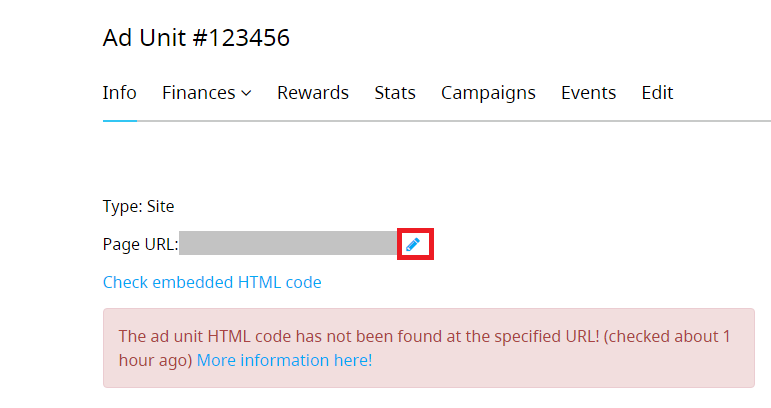 Ad Unit #123456
Info Finances Rewards Stats Campaigns Events Edit
Type: Site
Page URL:
Check embedded HTML code
The ad unit HTML code has not been found at the specified URL! (checked about 1
hour ago) More information here!